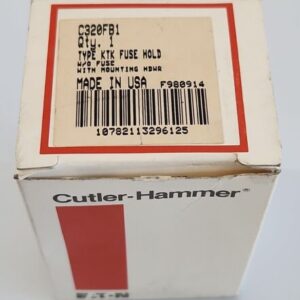 C320FB1
Qty. 1
TYPE KTK FUSE HOLD
W/O FUSE
WITH MOUNTING HDWR
MADE IN USA F980914
10782113296125
Cutler-Hammer®
E·T·N